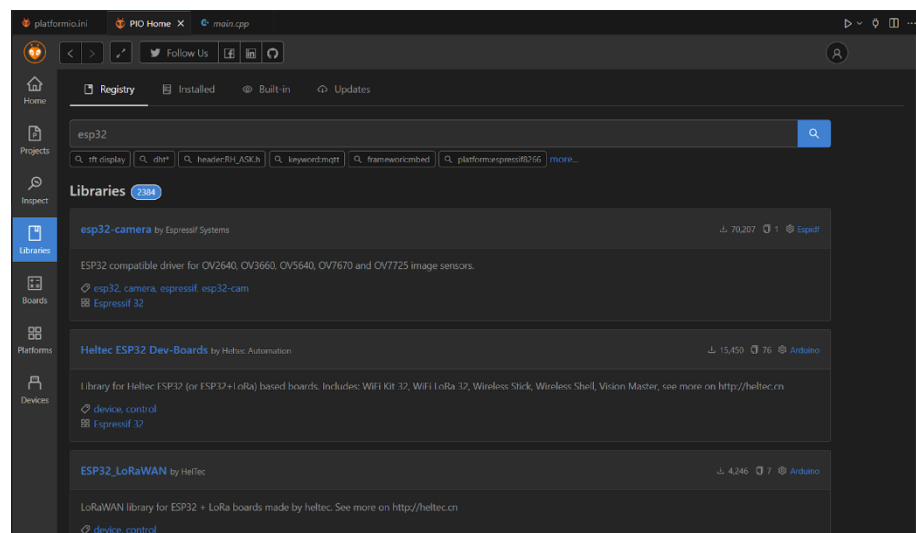 platformio.ini PIO Home main.cpp
Follow Us
Home
Projects
Inspect
Libraries
Boards
Platforms
Devices
Registry Installed Built-in Updates
esp32
tft display dht* header:RH_ASK.h keyword:mqtt framework:mbed platform:espressif8266 more...
Libraries 2384
esp32-camera by Espressif Systems 70,207 1 Espidf
ESP32 compatible driver for OV2640, OV3660, OV5640, OV7670 and OV7725 image sensors.
esp32, camera, espressif, esp32-cam
Espressif 32
Heltec ESP32 Dev-Boards by Heltec Automation 15,450 76 Arduino
Library for Heltec ESP32 (or ESP32+LoRa) based boards. Includes: WiFi Kit 32, WiFi LoRa 32, Wireless Stick, Wireless Shell, Vision Master, see more on http://heltec.cn
device, control
Espressif 32
ESP32_LoRaWAN by HelTec 4,246 7 Arduino
LoRaWAN library for ESP32 + LoRa boards made by heltec. See more on http://heltec.cn
device, control